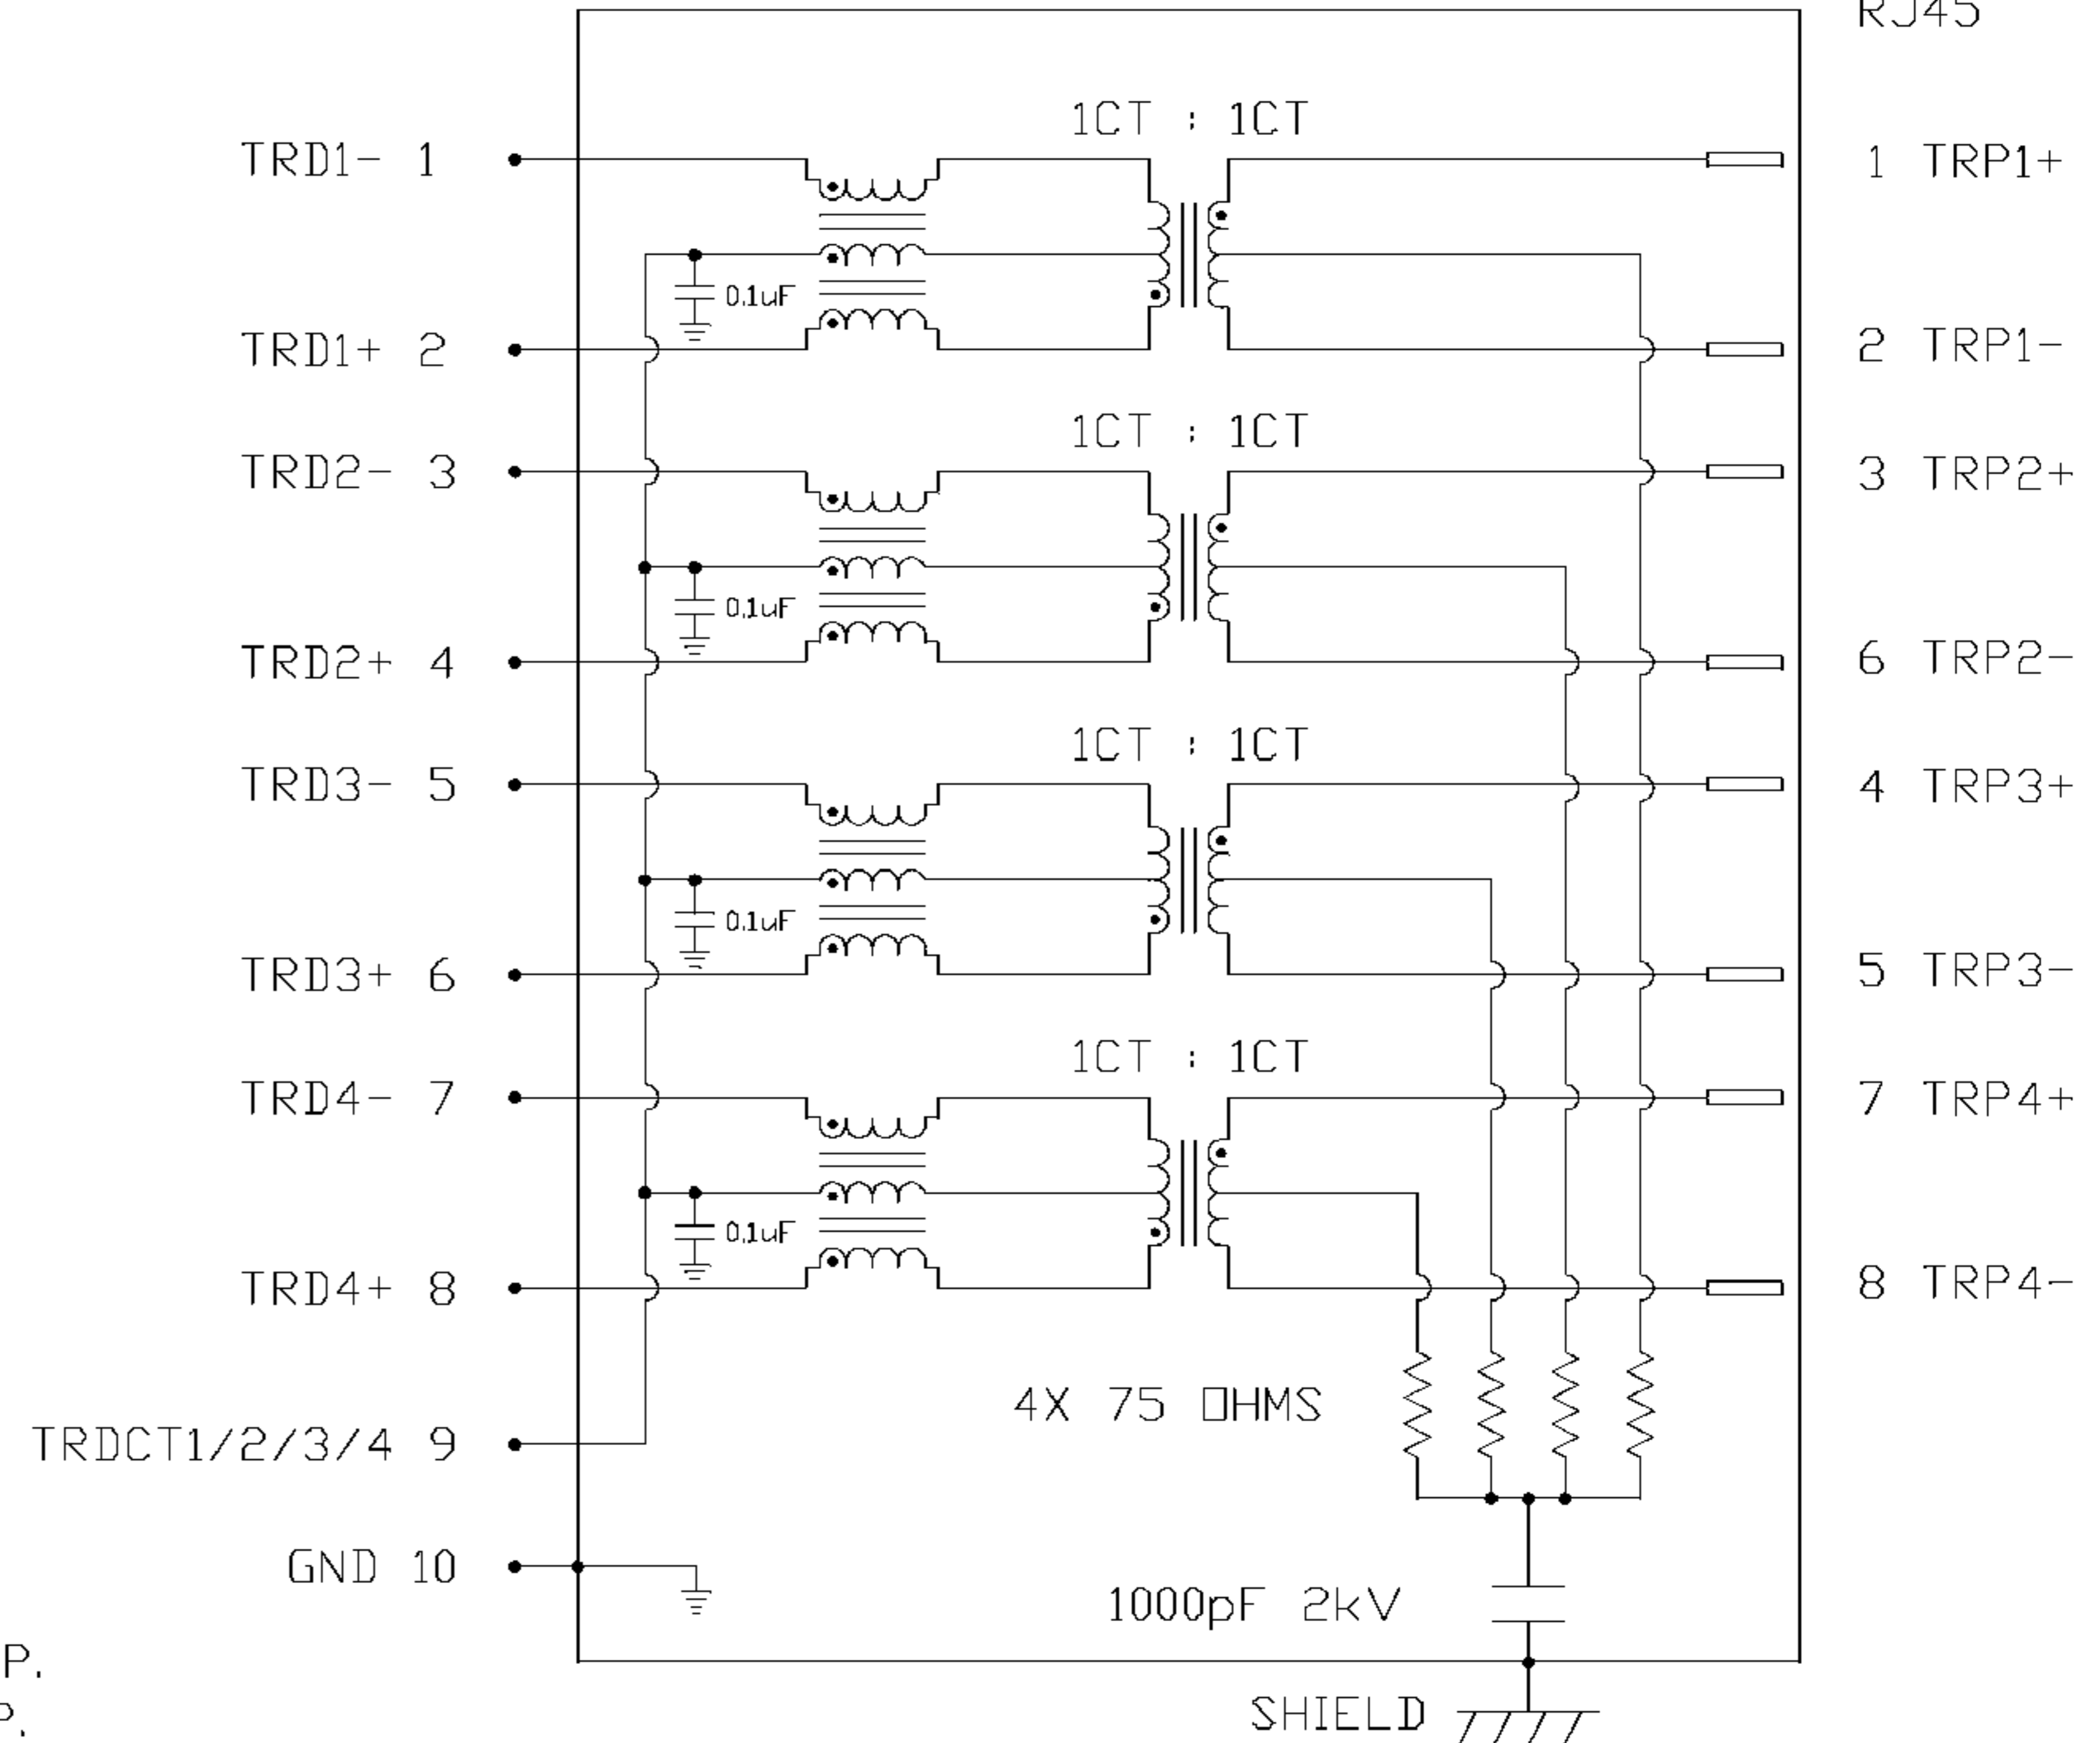 RJ45
1CT : 1CT
TRD1- 1
1 TRP1+
0.1uF
TRD1+ 2
2 TRP1-
1CT : 1CT
TRD2- 3
3 TRP2+
0.1uF
TRD2+ 4
6 TRP2-
1CT : 1CT
TRD3- 5
4 TRP3+
0.1uF
TRD3+ 6
5 TRP3-
1CT : 1CT
TRD4- 7
7 TRP4+
0.1uF
TRD4+ 8
8 TRP4-
4X 75 OHMS
TRDCT1/2/3/4 9
GND 10
1000pF 2kV
P.
P.
SHIELD